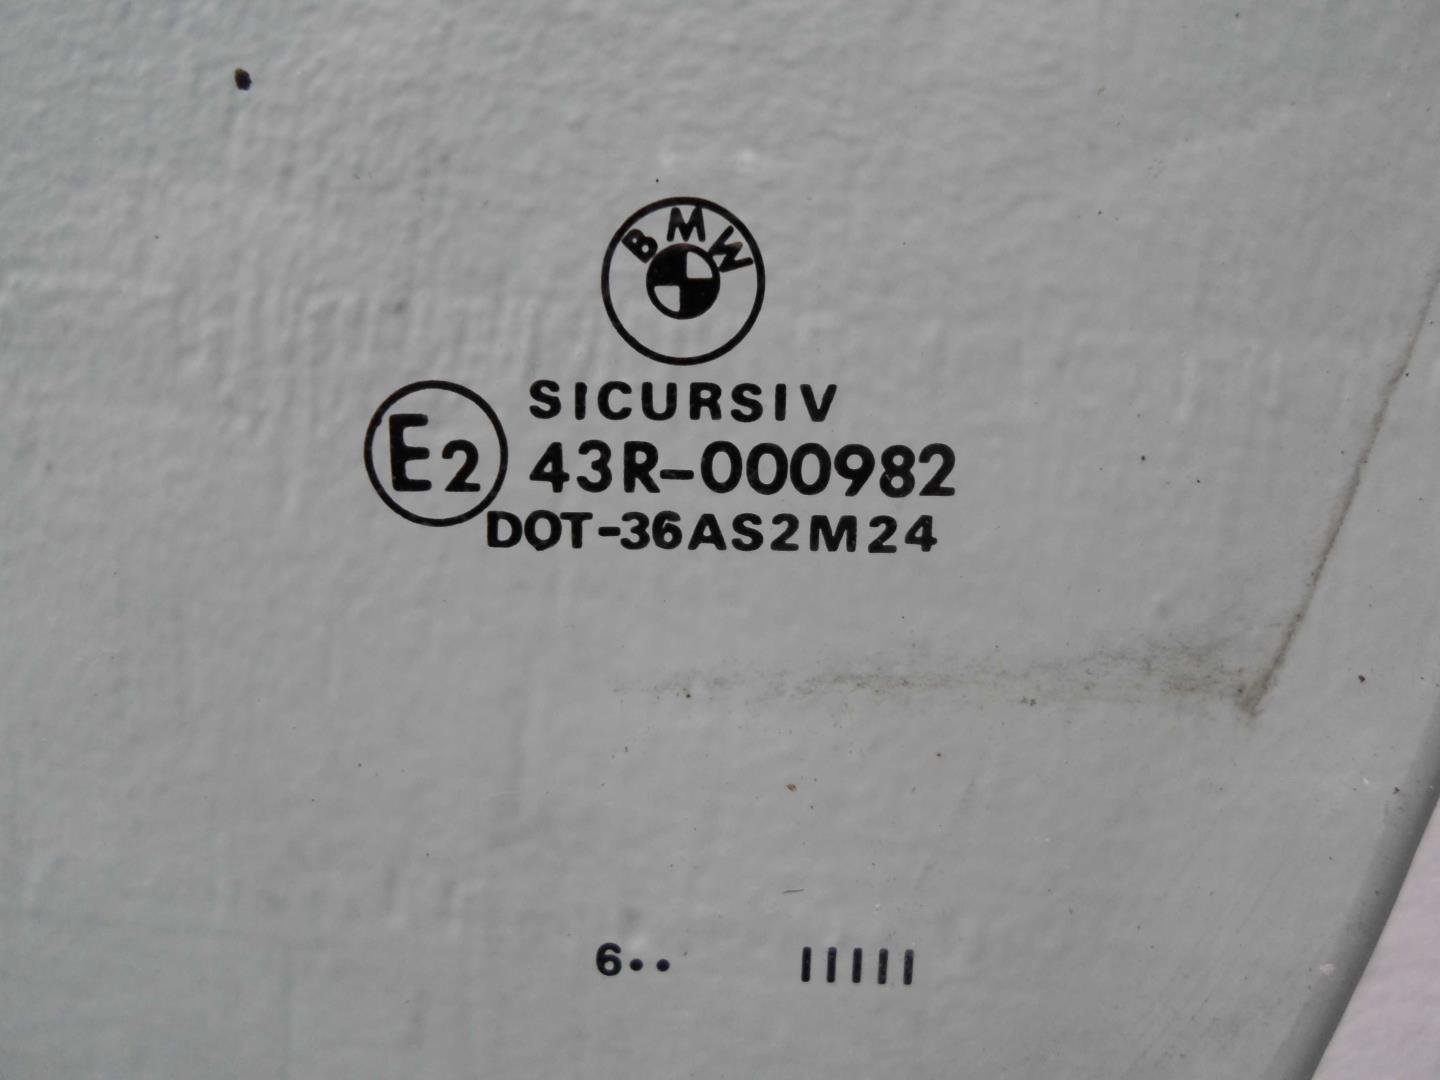 BMW
SICURSIV
E2 43R-000982
DOT-36AS2M24
6•• IIIII